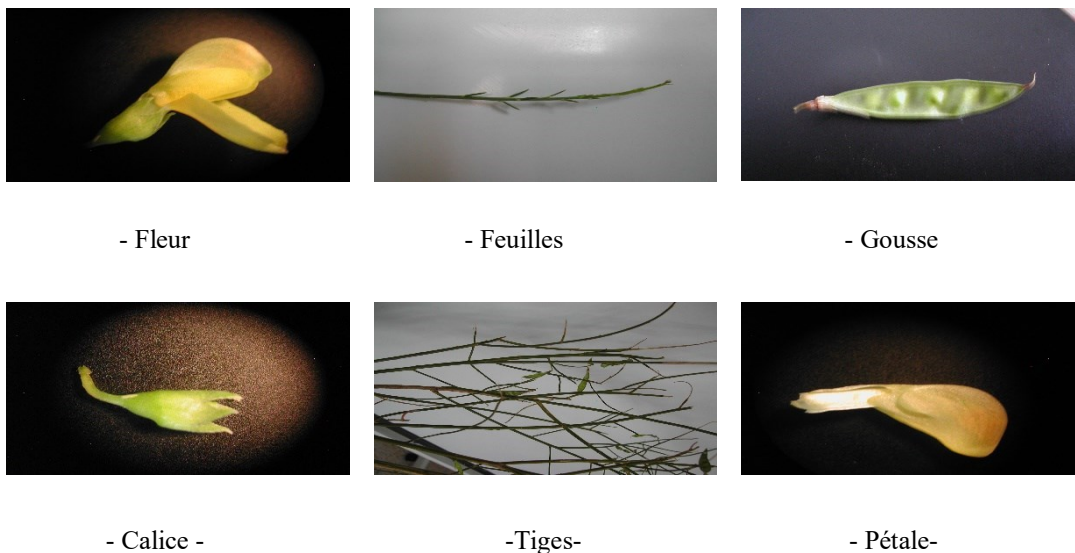 - Fleur
- Feuilles
- Gousse
- Calice -
-Tiges-
- Pétale-